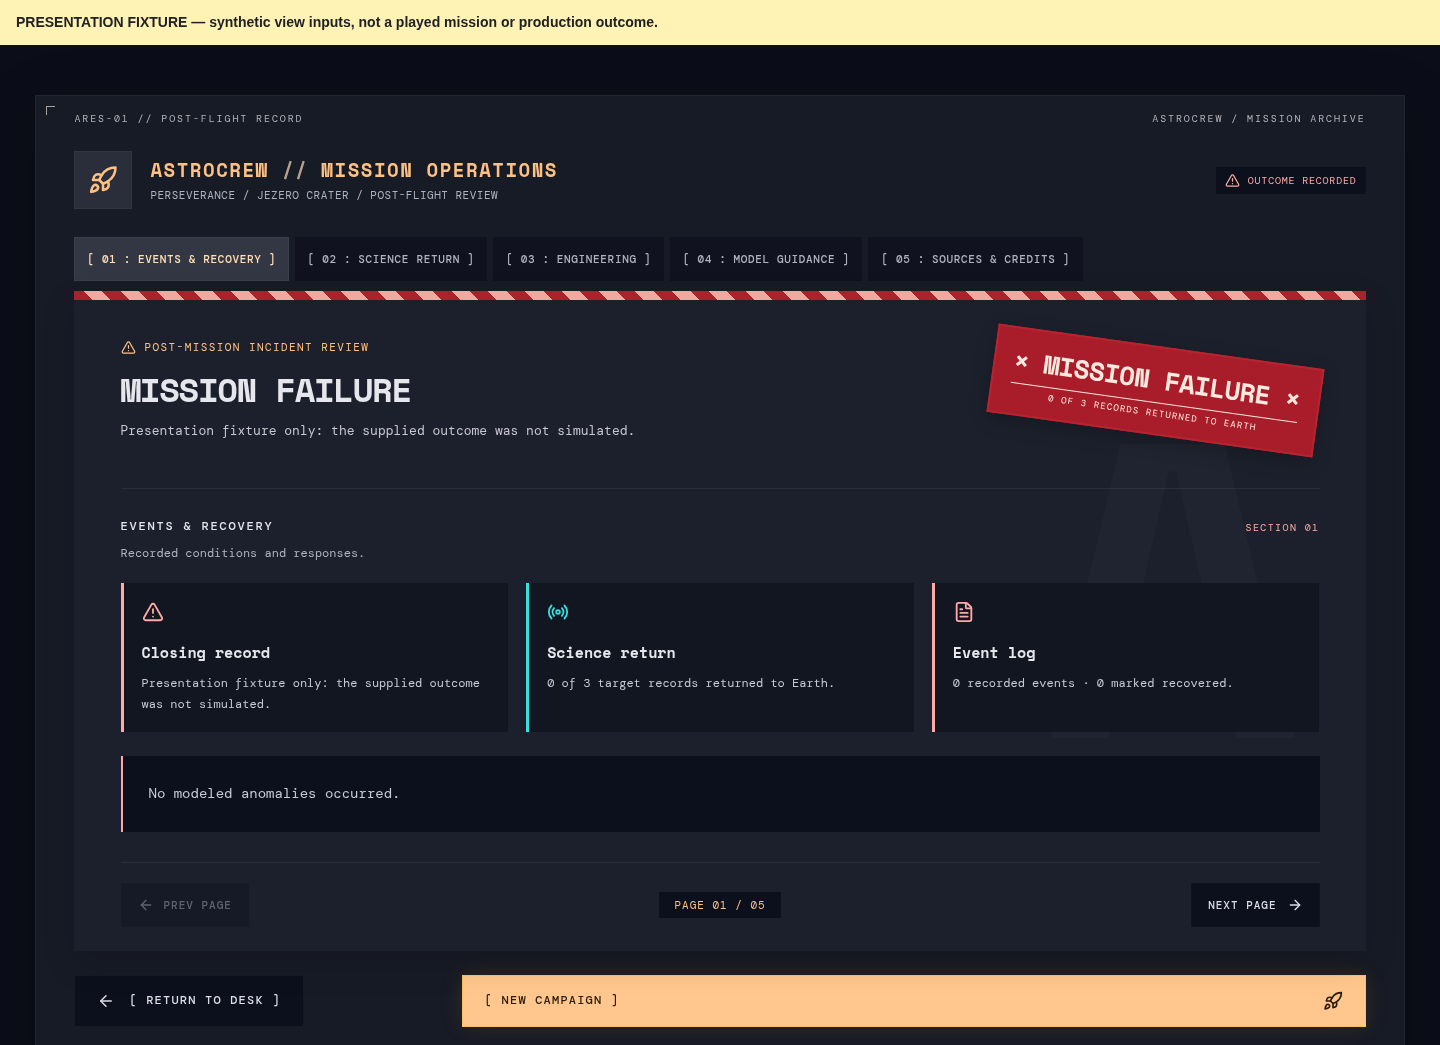 PRESENTATION FIXTURE — synthetic view inputs, not a played mission or production outcome.
ARES-01 // POST-FLIGHT RECORD
ASTROCREW / MISSION ARCHIVE
ASTROCREW // MISSION OPERATIONS
PERSEVERANCE / JEZERO CRATER / POST-FLIGHT REVIEW
OUTCOME RECORDED
[ 01 : EVENTS & RECOVERY ]
[ 02 : SCIENCE RETURN ]
[ 03 : ENGINEERING ]
[ 04 : MODEL GUIDANCE ]
[ 05 : SOURCES & CREDITS ]
POST-MISSION INCIDENT REVIEW
MISSION FAILURE
Presentation fixture only: the supplied outcome was not simulated.
× MISSION FAILURE ×
0 OF 3 RECORDS RETURNED TO EARTH
EVENTS & RECOVERY
SECTION 01
Recorded conditions and responses.
Closing record
Presentation fixture only: the supplied outcome
was not simulated.
Science return
0 of 3 target records returned to Earth.
Event log
0 recorded events · 0 marked recovered.
No modeled anomalies occurred.
PREV PAGE
PAGE 01 / 05
NEXT PAGE
[ RETURN TO DESK ]
[ NEW CAMPAIGN ]